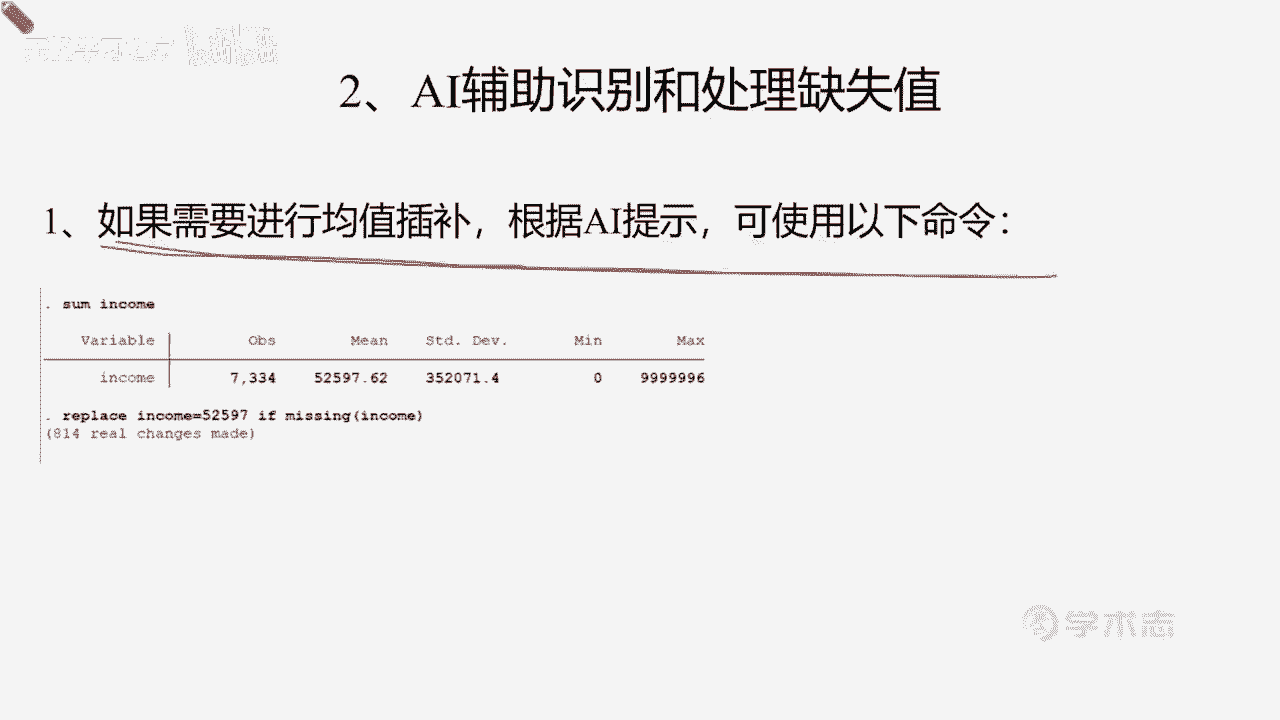 2、AI辅助识别和处理缺失值
1、如果需要进行均值插补，根据AI提示，可使用以下命令：
. sum income
Variable | Obs Mean Std. Dev. Min Max
income | 7,334 52597.62 352071.4 0 9999996
. replace income=52597 if missing(income)
(814 real changes made)
学术志